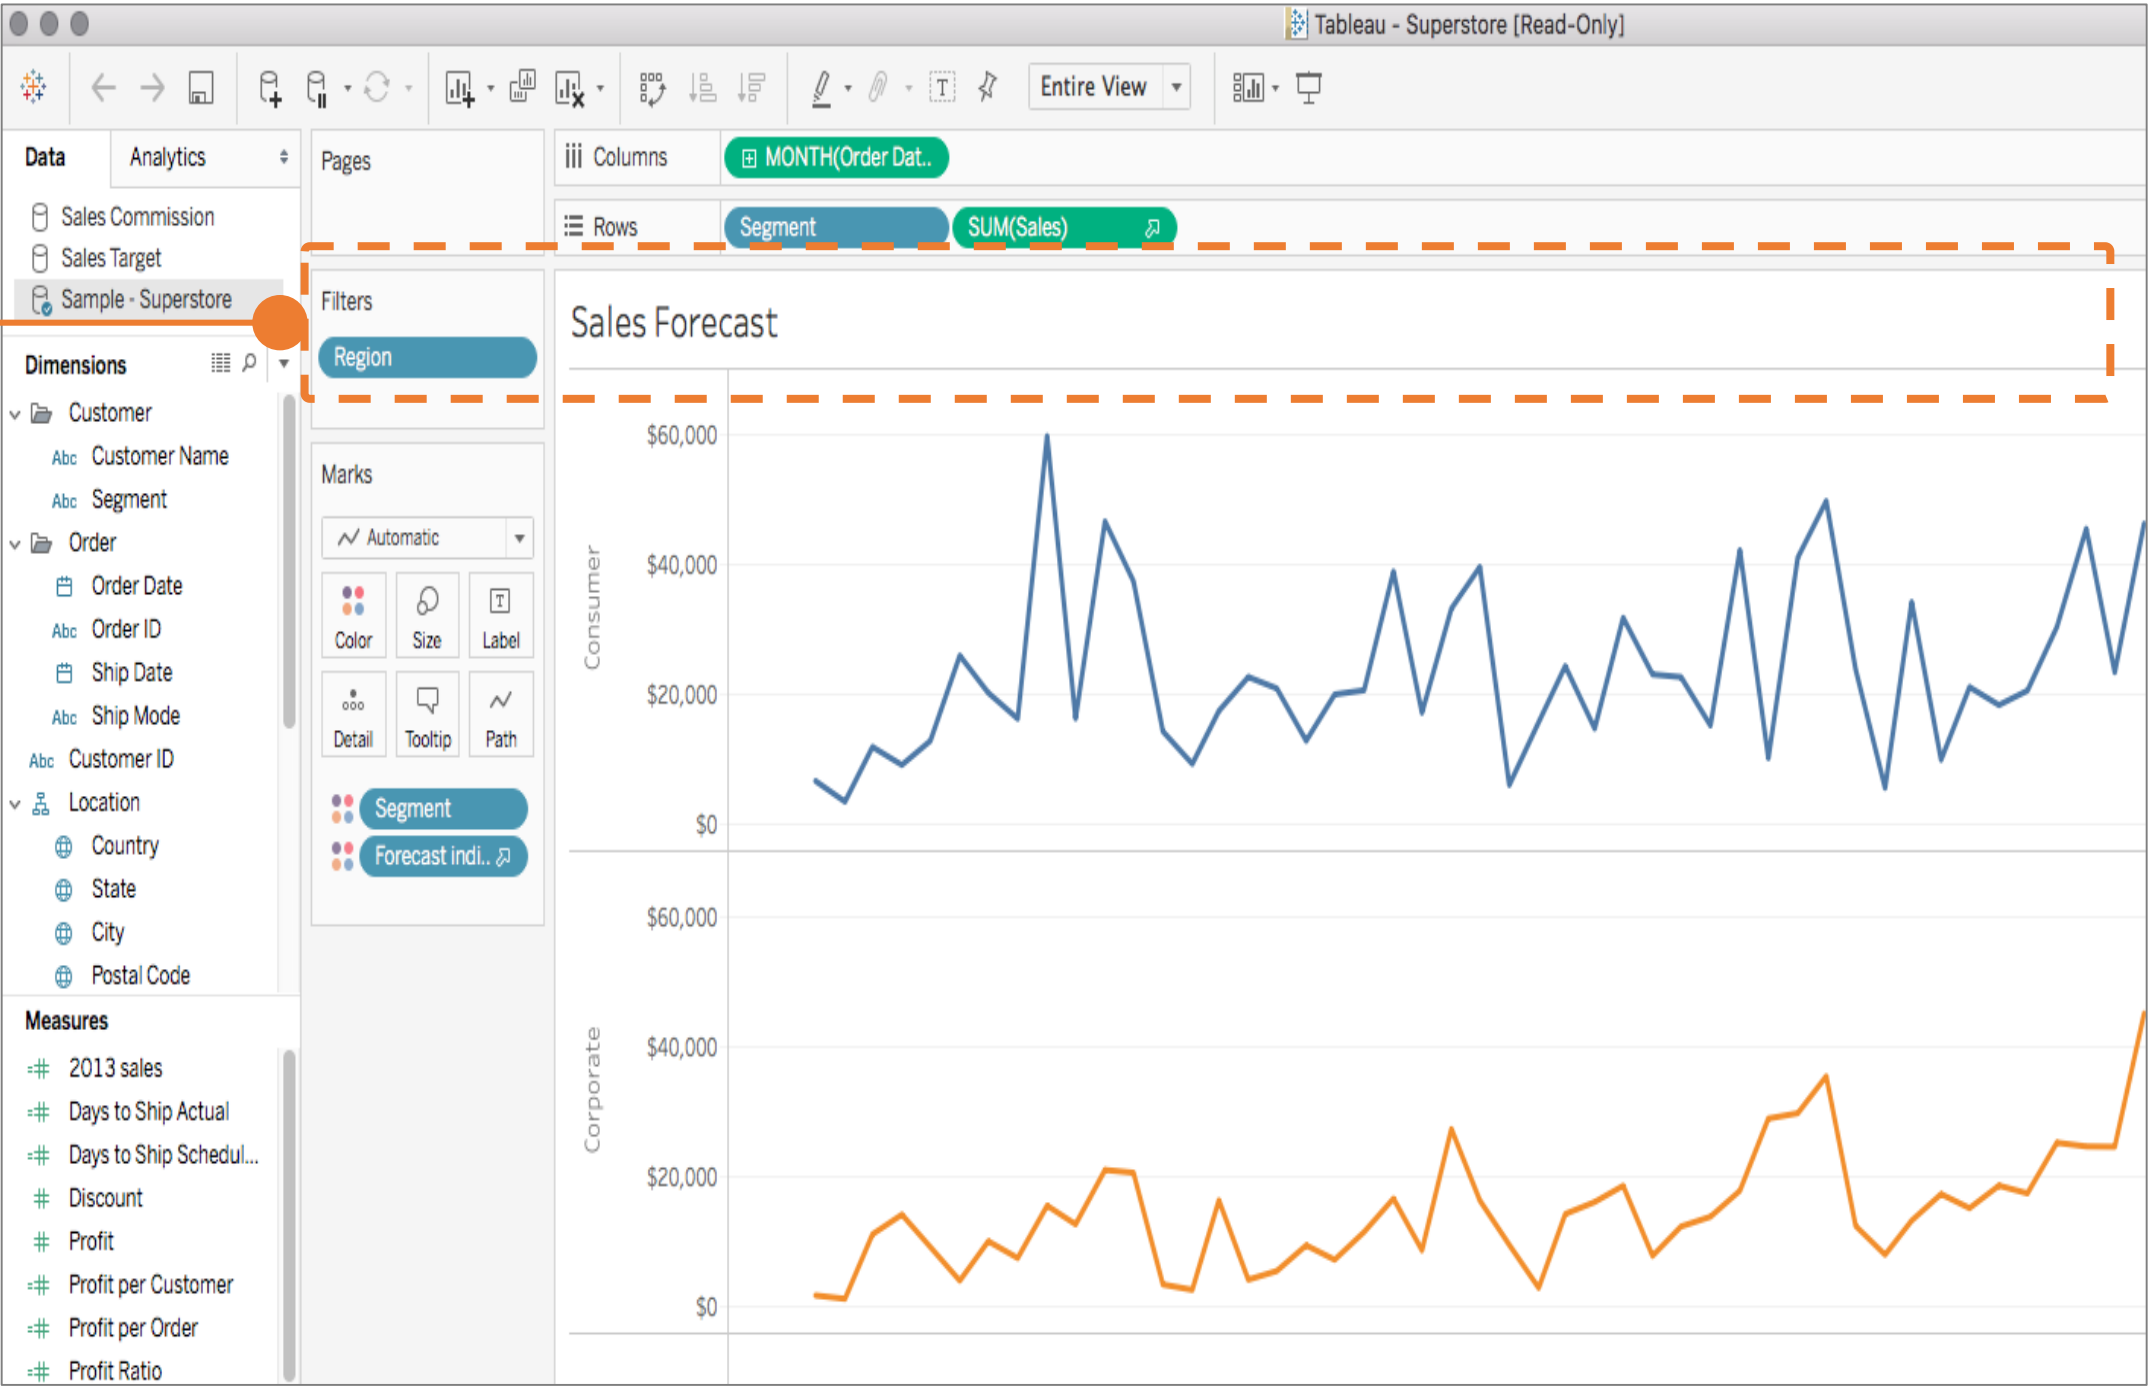 Tableau - Superstore [Read-Only]
Entire View
Data
Analytics
Sales Commission
Sales Target
Sample - Superstore
Dimensions
Customer
Abc Customer Name
Abc Segment
Order
Order Date
Abc Order ID
Ship Date
Abc Ship Mode
Abc Customer ID
Location
Country
State
City
Postal Code
Measures
=# 2013 sales
=# Days to Ship Actual
=# Days to Ship Schedul...
# Discount
# Profit
=# Profit per Customer
=# Profit per Order
=# Profit Ratio
Pages
Filters
Region
Marks
Automatic
Color
Size
T
Label
Detail
Tooltip
Path
Segment
Forecast indi..
Columns
MONTH(Order Dat..
Rows
Segment
SUM(Sales)
Sales Forecast
Consumer
$60,000
$40,000
$20,000
$0
Corporate
$60,000
$40,000
$20,000
$0